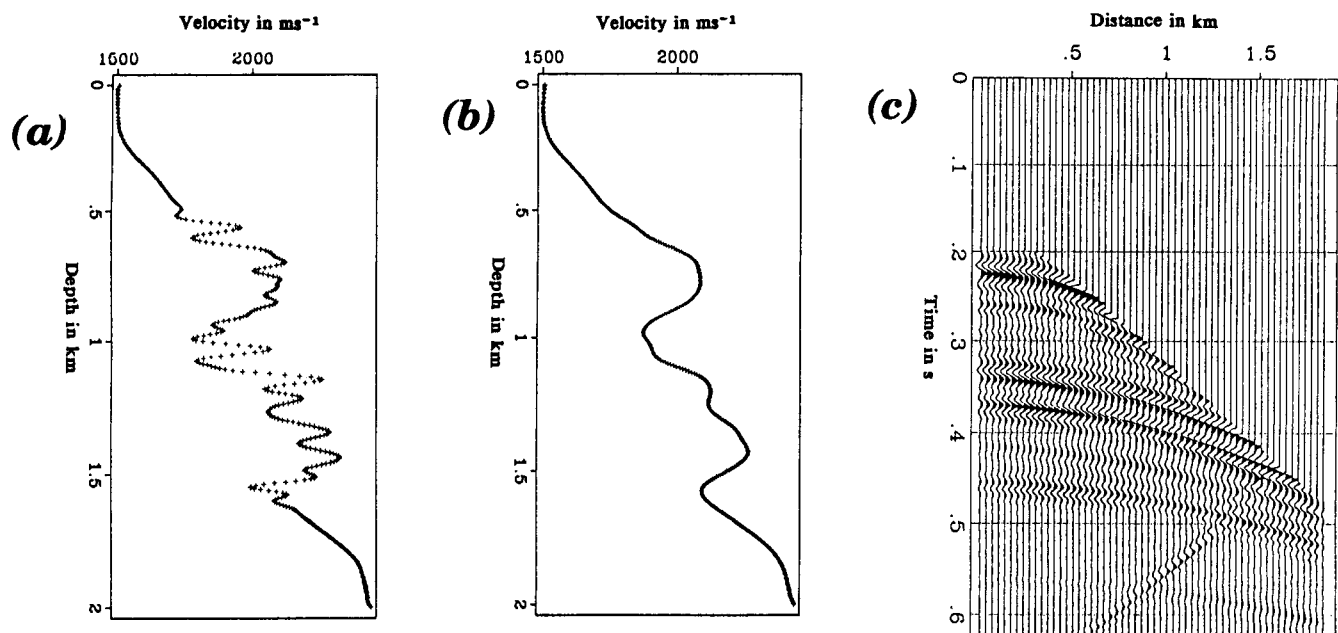 (a)
Velocity in ms⁻¹
1500 2000
0
.5
1
1.5
2
Depth in km
(b)
Velocity in ms⁻¹
1500 2000
0
.5
1
1.5
2
Depth in km
(c)
Distance in km
.5 1 1.5
0
.1
.2
.3
.4
.5
.6
Time in s